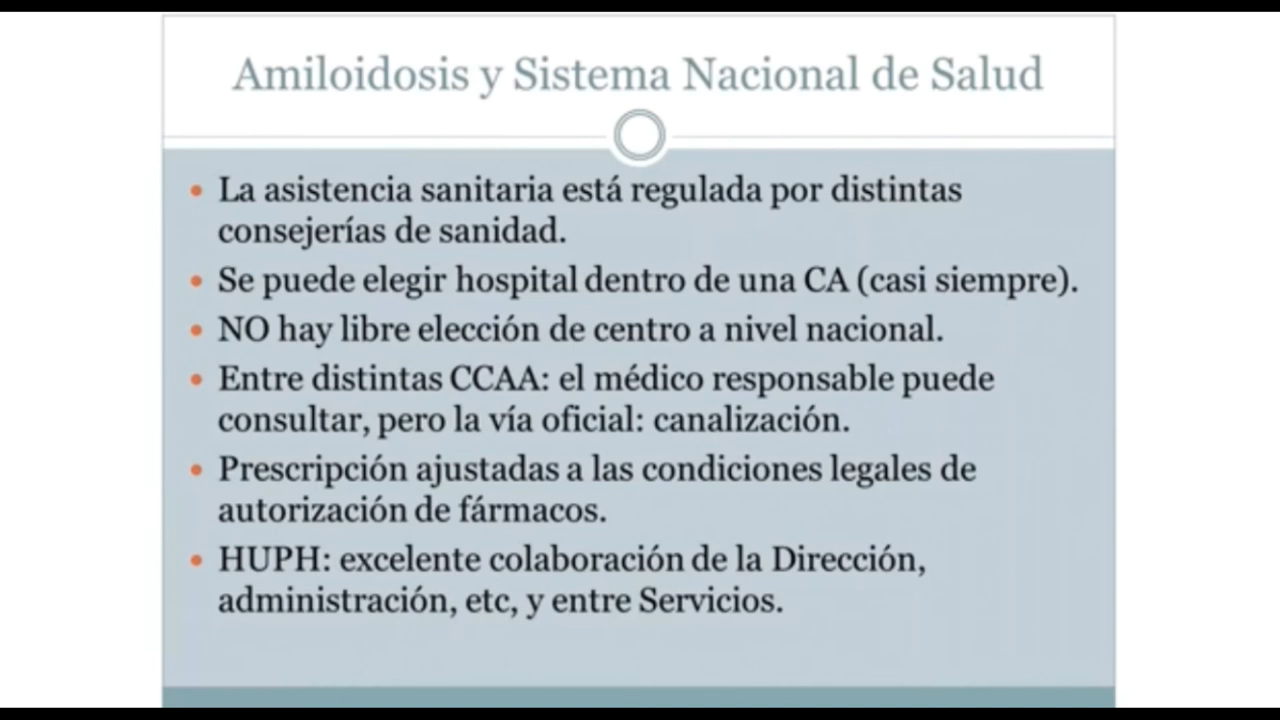 Amiloidosis y Sistema Nacional de Salud
• La asistencia sanitaria está regulada por distintas
consejerías de sanidad.
• Se puede elegir hospital dentro de una CA (casi siempre).
• NO hay libre elección de centro a nivel nacional.
• Entre distintas CCAA: el médico responsable puede
consultar, pero la vía oficial: canalización.
• Prescripción ajustadas a las condiciones legales de
autorización de fármacos.
• HUPH: excelente colaboración de la Dirección,
administración, etc, y entre Servicios.